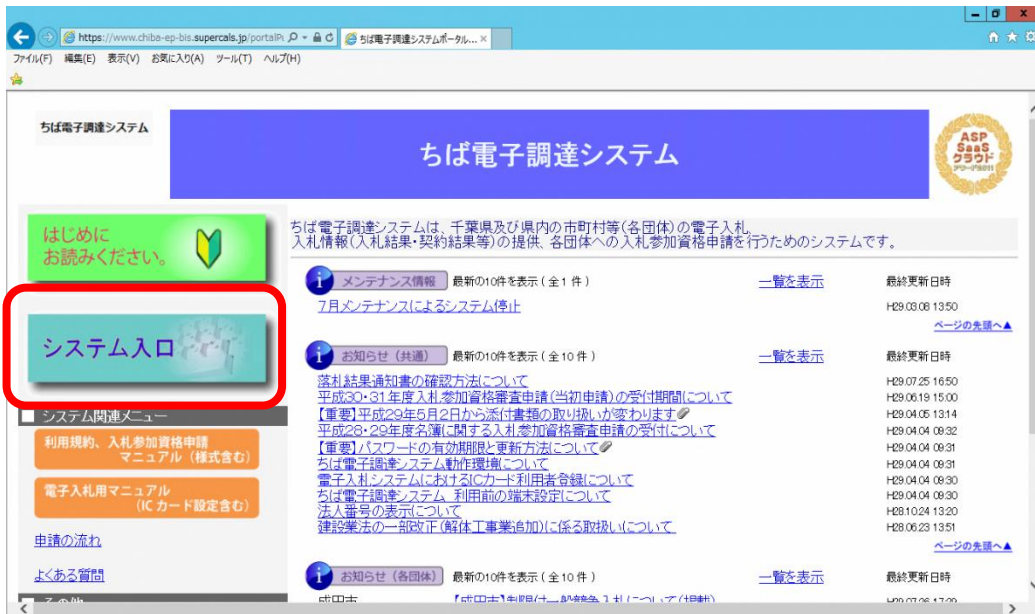 https://www.chiba-ep-bis.supercals.jp/portalP
ちば電子調達システムポータル...
ファイル(F) 編集(E) 表示(V) お気に入り(A) ツール(T) ヘルプ(H)
ちば電子調達システム
ちば電子調達システム
ASP
SaaS
クラウド
はじめに
お読みください。
システム入口
システム関連メニュー
利用規約、入札参加資格申請
マニュアル（様式含む）
電子入札用マニュアル
（ICカード設定含む）
申請の流れ
よくある質問
その他
ちば電子調達システムは、千葉県及び県内の市町村等(各団体)の電子入札、
入札情報(入札結果・契約結果等)の提供、各団体への入札参加資格申請を行うためのシステムです。
メンテナンス情報 最新の10件を表示(全1件) 一覧を表示 最終更新日時
7月メンテナンスによるシステム停止 H29.03.08 13:50
ページの先頭へ▲
お知らせ（共通） 最新の10件を表示(全10件) 一覧を表示 最終更新日時
落札結果通知書の確認方法について H29.07.25 16:50
平成30・31年度入札参加資格審査申請(当初申請)の受付期間について H29.06.19 15:00
【重要】平成29年5月2日から添付書類の取り扱いが変わります H29.04.05 13:14
平成28・29年度名簿に関する入札参加資格審査申請の受付について H29.04.04 09:32
【重要】パスワードの有効期限と更新方法について H29.04.04 09:31
ちば電子調達システム動作環境について H29.04.04 09:31
電子入札システムにおけるICカード利用者登録について H29.04.04 09:30
ちば電子調達システム 利用前の端末設定について H29.04.04 09:30
法人番号の表示について H28.10.24 13:20
建設業法の一部改正(解体工事業追加)に係る取扱いについて H28.06.23 13:51
ページの先頭へ▲
お知らせ（各団体） 最新の10件を表示(全10件) 一覧を表示 最終更新日時
成田市 【成田市】制限付一般競争入札について(掲載) H29.07.26 17:29